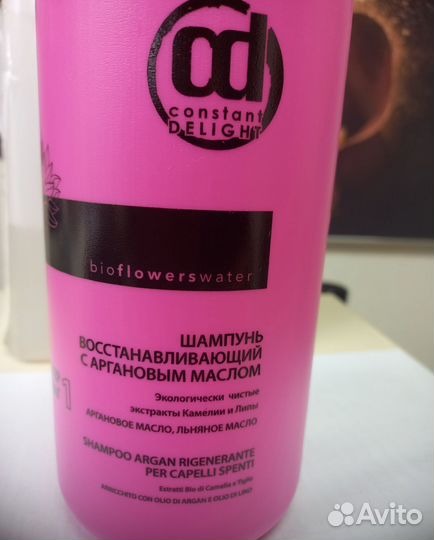 cd
constant
DELIGHT
bioflowerswater
ШАМПУНЬ
ВОССТАНАВЛИВАЮЩИЙ
С АРГАНОВЫМ МАСЛОМ
Экологически чистые
экстракты Камелии и Липы
АРГАНОВОЕ МАСЛО, ЛЬНЯНОЕ МАСЛО
1
SHAMPOO ARGAN RIGENERANTE
PER CAPELLI SPENTI
Estratti Bio di Camelia e Tiglio
ARRICCHITO CON OLIO DI ARGAN E OLIO DI LINO
Avito